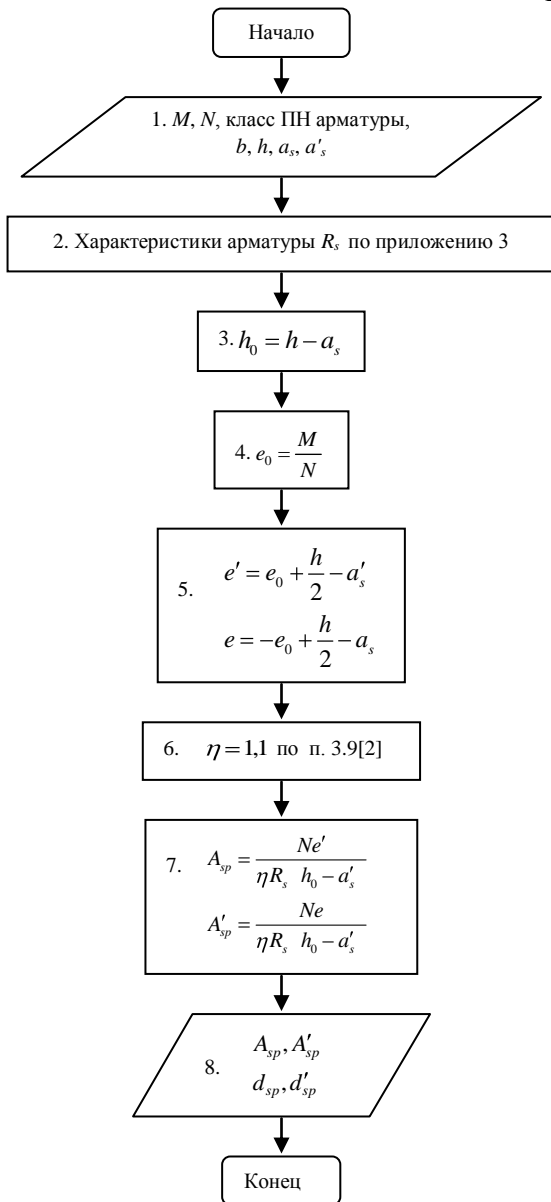 Начало
1. M, N, класс ПН арматуры,
b, h, a_s, a'_s
2. Характеристики арматуры R_s по приложению 3
3. h_0 = h − a_s
4. e_0 = M/N
5. e' = e_0 + h/2 − a'_s
e = −e_0 + h/2 − a_s
6. η = 1,1 по п. 3.9[2]
7. A_sp = Ne'/(ηR_s h_0 − a'_s)
A'_sp = Ne/(ηR_s h_0 − a'_s)
8. A_sp, A'_sp
d_sp, d'_sp
Конец